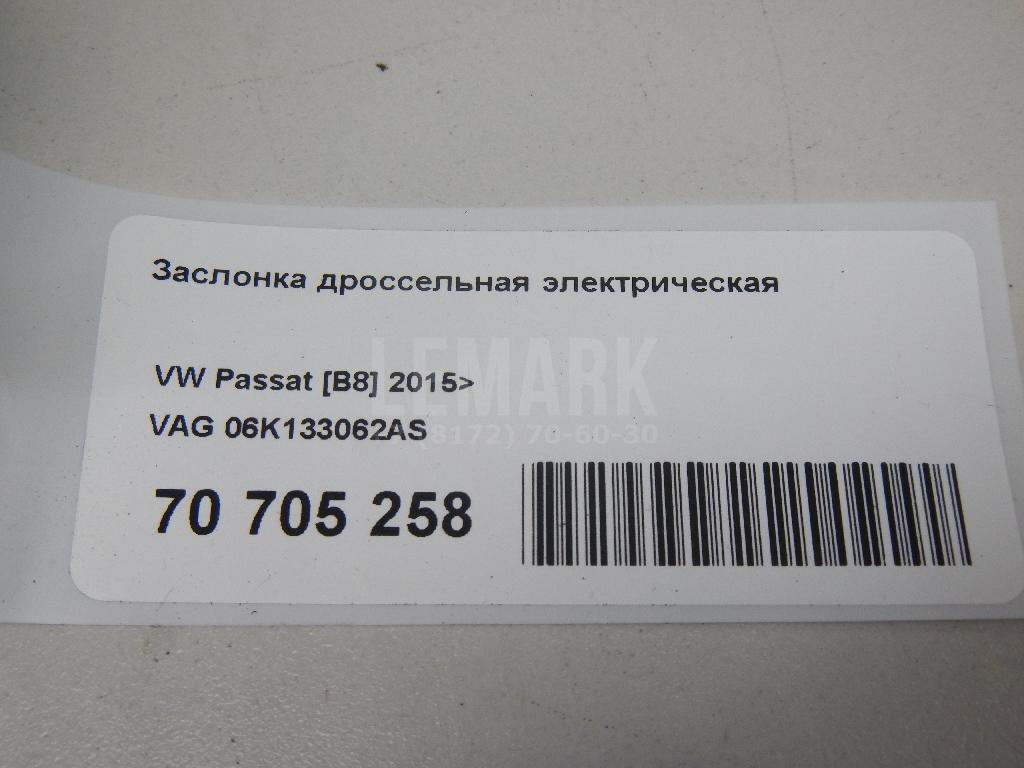 Заслонка дроссельная электрическая
LEMARK
VW Passat [B8] 2015>
VAG 06K133062AS
(8172) 70-60-30
70 705 258